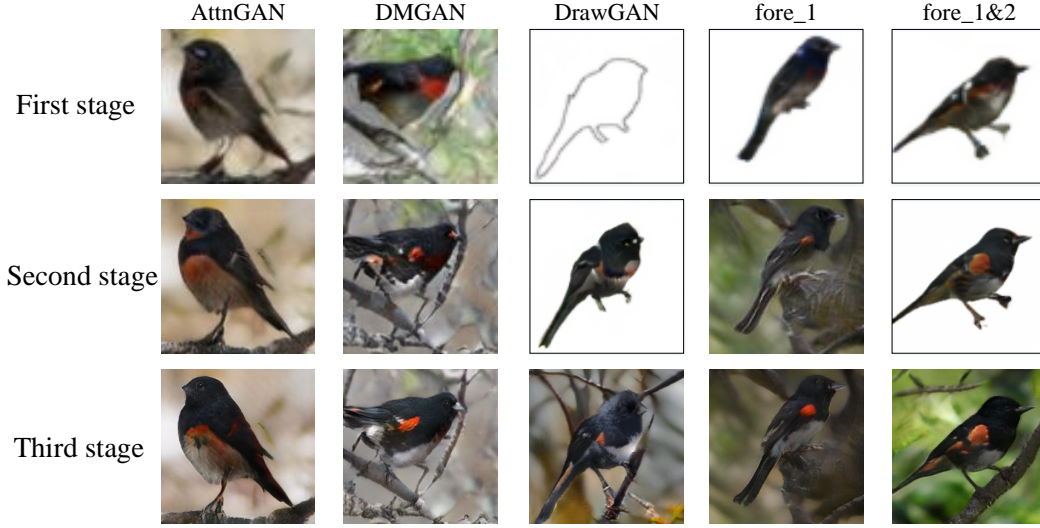 AttnGAN DMGAN DrawGAN fore_1 fore_1&2
First stage
Second stage
Third stage